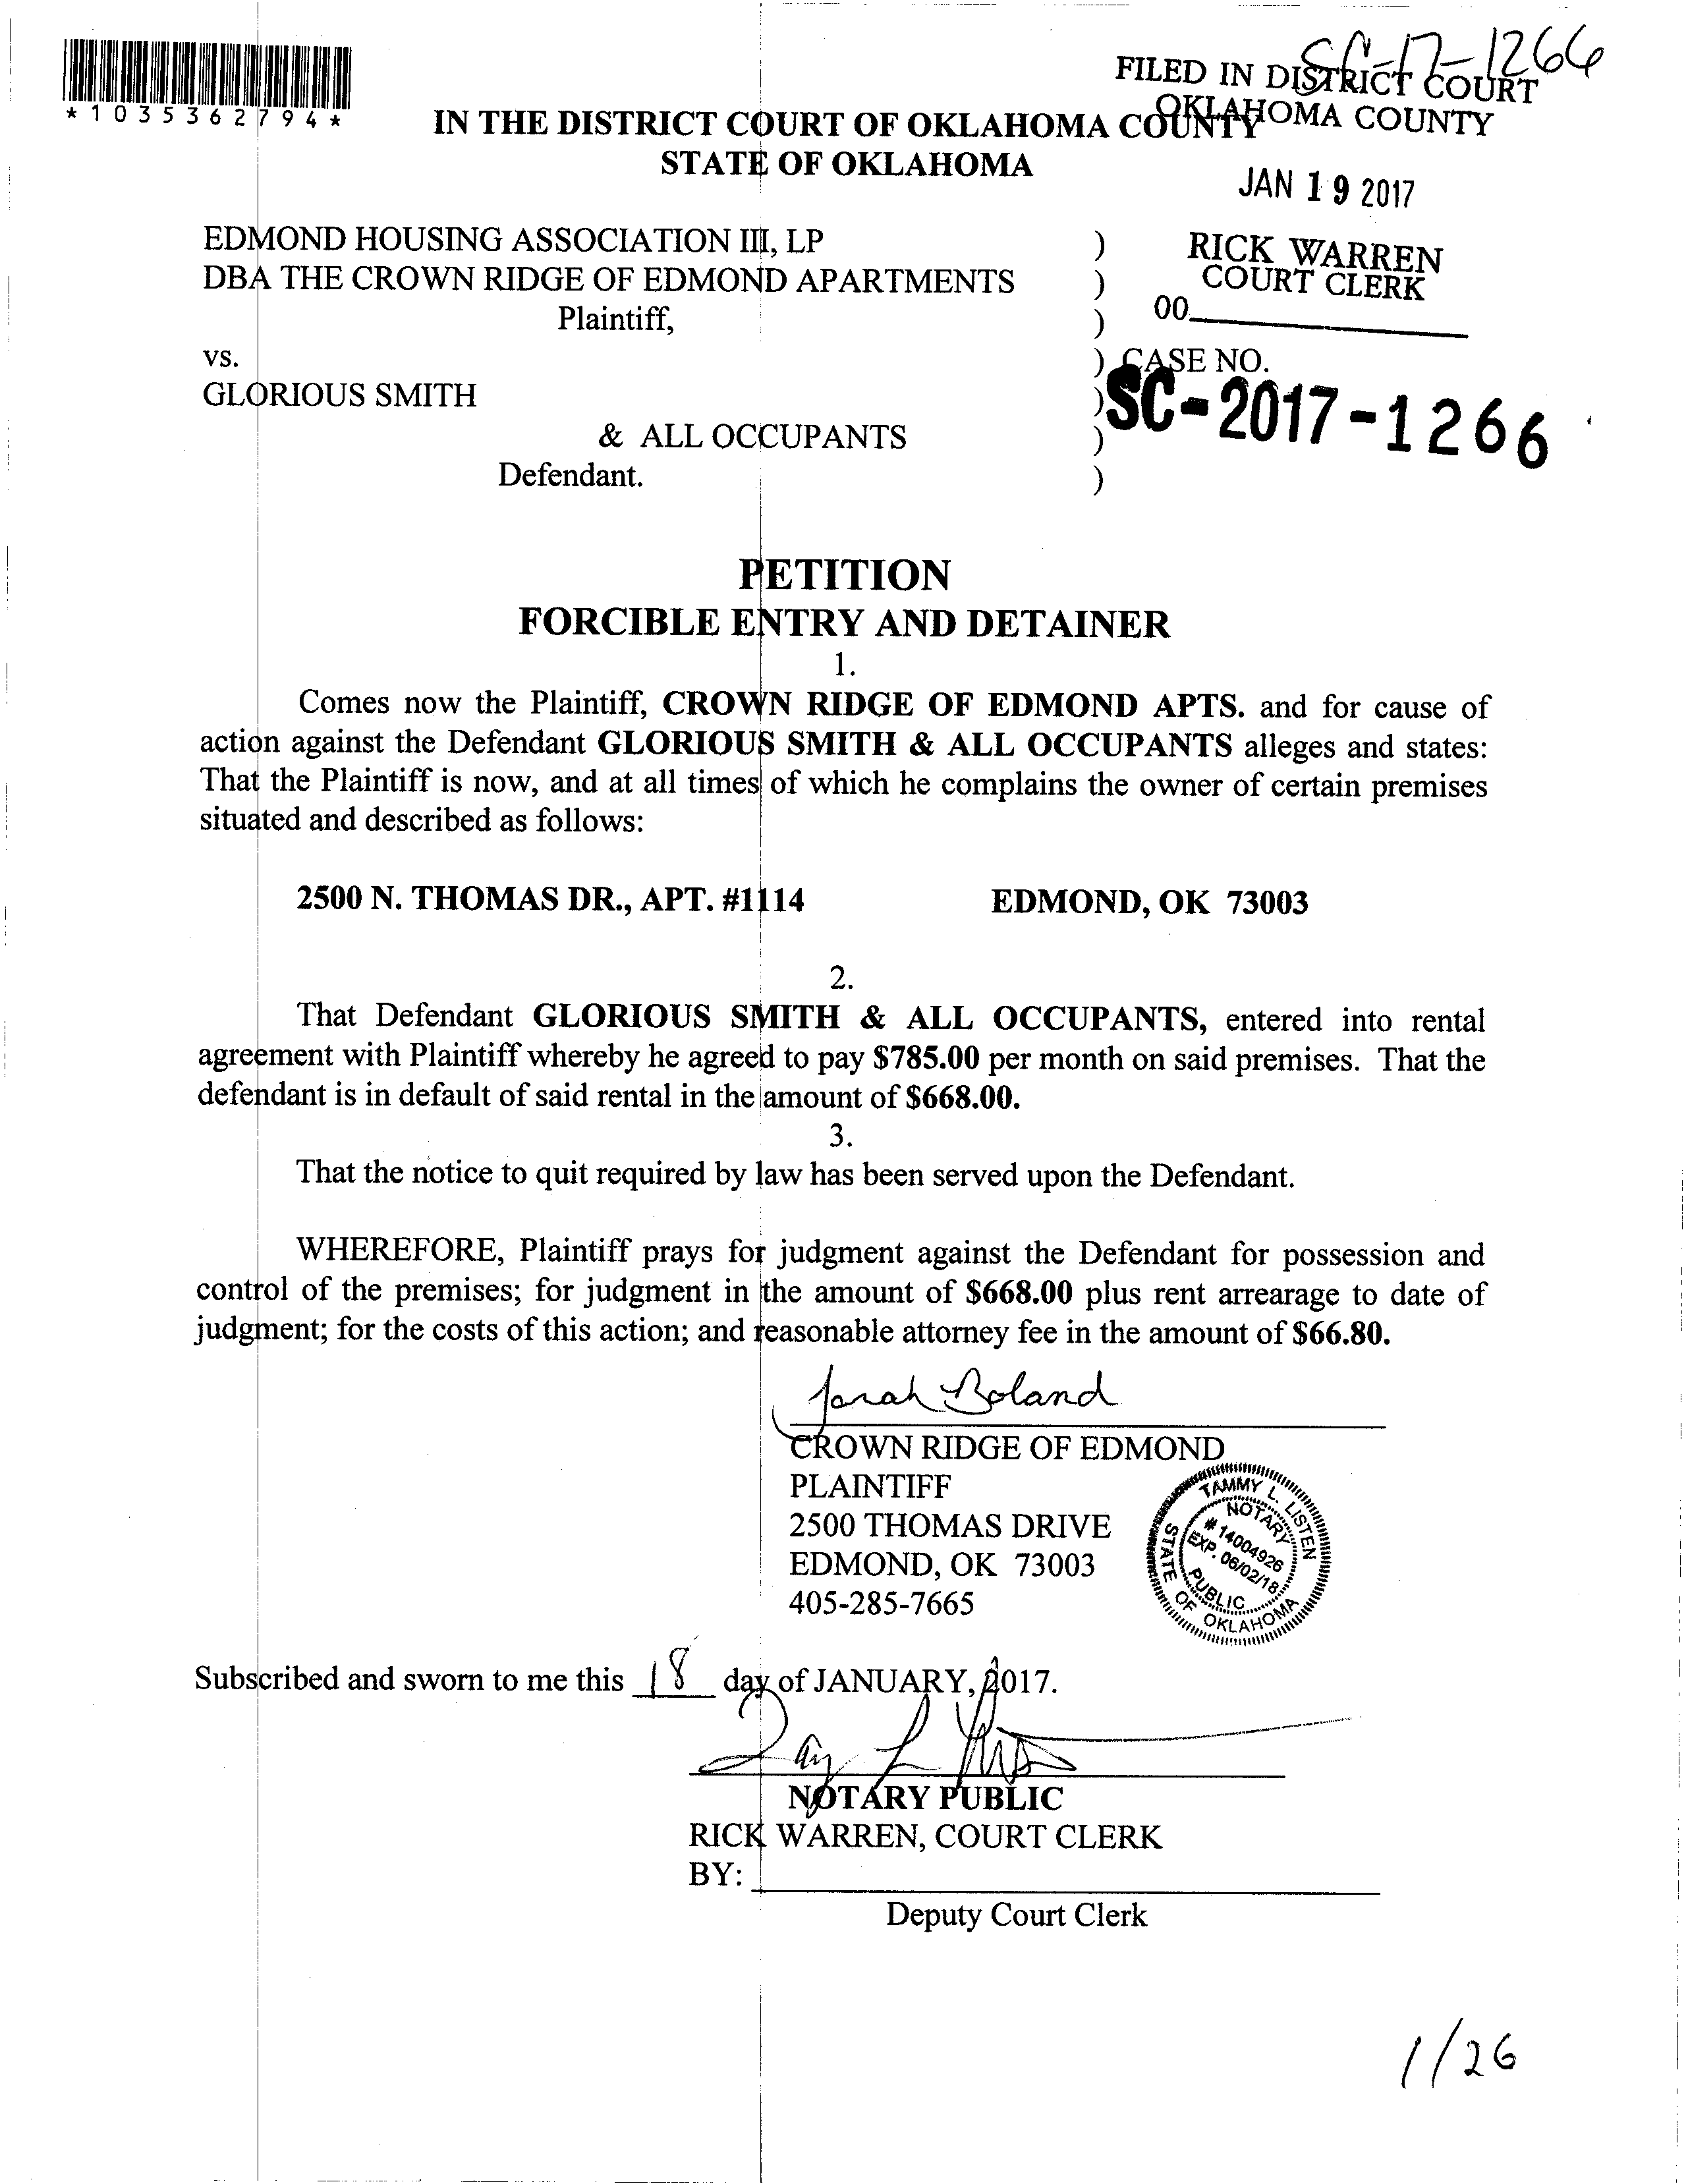 SC-17-1266
FILED IN DISTRICT COURT
OKLAHOMA COUNTY
*1035362794*
IN THE DISTRICT COURT OF OKLAHOMA COUNTY
STATE OF OKLAHOMA
JAN 19 2017
EDMOND HOUSING ASSOCIATION III, LP )
DBA THE CROWN RIDGE OF EDMOND APARTMENTS )
Plaintiff, )
RICK WARREN
COURT CLERK
00
vs. ) CASE NO.
GLORIOUS SMITH ) SC-2017-1266
& ALL OCCUPANTS )
Defendant. )
PETITION
FORCIBLE ENTRY AND DETAINER
1.
Comes now the Plaintiff, CROWN RIDGE OF EDMOND APTS. and for cause of
action against the Defendant GLORIOUS SMITH & ALL OCCUPANTS alleges and states:
That the Plaintiff is now, and at all times of which he complains the owner of certain premises
situated and described as follows:
2500 N. THOMAS DR., APT. #1114 EDMOND, OK 73003
2.
That Defendant GLORIOUS SMITH & ALL OCCUPANTS, entered into rental
agreement with Plaintiff whereby he agreed to pay $785.00 per month on said premises. That the
defendant is in default of said rental in the amount of $668.00.
3.
That the notice to quit required by law has been served upon the Defendant.
WHEREFORE, Plaintiff prays for judgment against the Defendant for possession and
control of the premises; for judgment in the amount of $668.00 plus rent arrearage to date of
judgment; for the costs of this action; and reasonable attorney fee in the amount of $66.80.
Sarah Boland
CROWN RIDGE OF EDMOND
PLAINTIFF
2500 THOMAS DRIVE
EDMOND, OK 73003
405-285-7665
TAMMY L. LISTEN
NOTARY PUBLIC
# 14004926
EXP. 06/02/18
STATE OF OKLAHOMA
Subscribed and sworn to me this 18 day of JANUARY, 2017.
NOTARY PUBLIC
RICK WARREN, COURT CLERK
BY:
Deputy Court Clerk
1/26